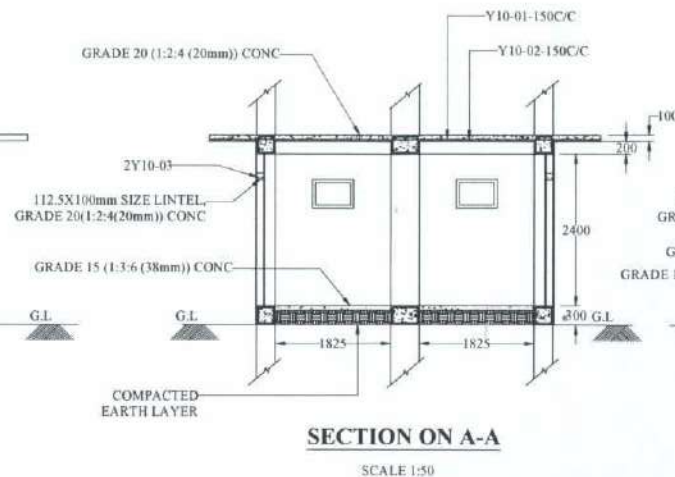 Y10-01-150C/C
GRADE 20 (1:2:4 (20mm)) CONC
Y10-02-150C/C
100
200
2Y10-03
112.5X100mm SIZE LINTEL,
GRADE 20(1:2:4(20mm)) CONC
2400
GRADE 15 (1:3:6 (38mm)) CONC
GRADE
G.L
G.L
300
G.L
1825
1825
COMPACTED
EARTH LAYER
SECTION ON A-A
SCALE 1:50